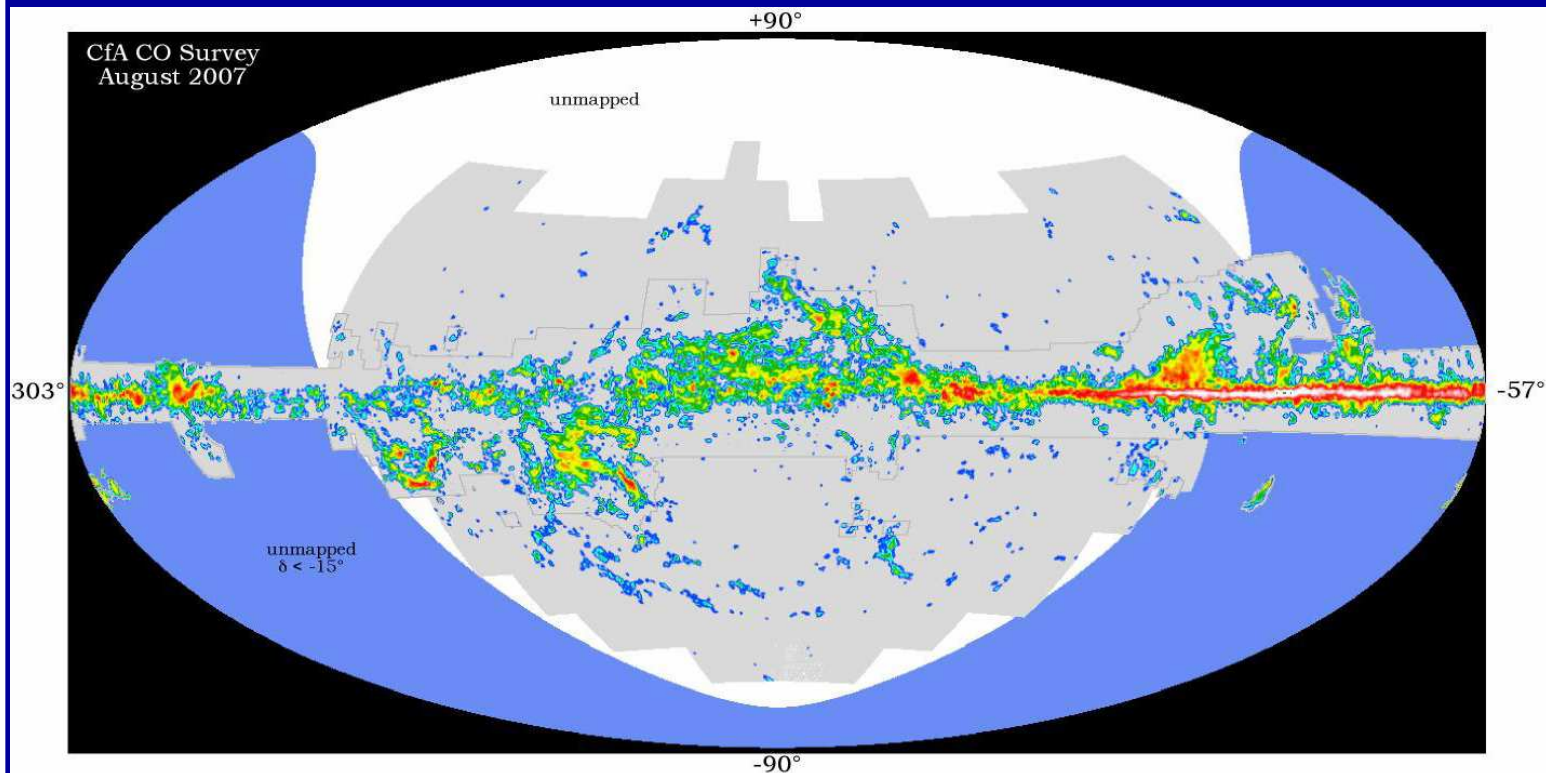 +90°
CfA CO Survey
August 2007
unmapped
303°
-57°
unmapped
δ < -15°
-90°